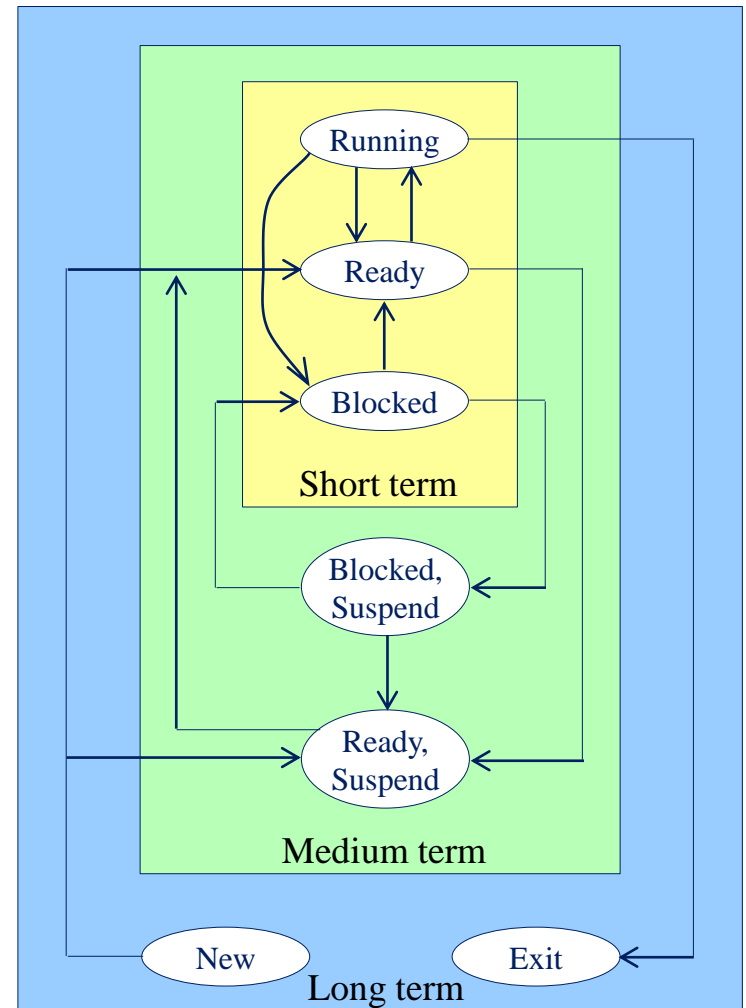 Running
Ready
Blocked
Short term
Blocked,
Suspend
Ready,
Suspend
Medium term
New
Exit
Long term